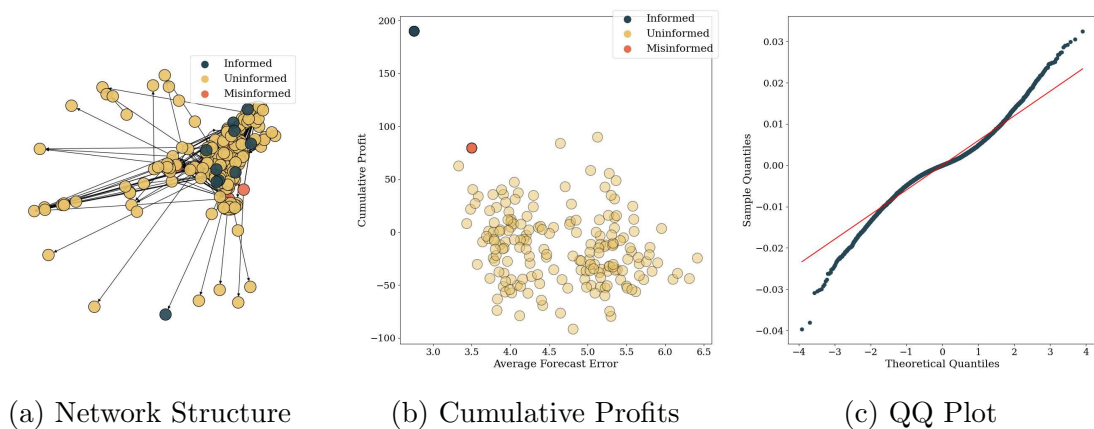 Informed
Uninformed
Misinformed
Cumulative Profit
200
150
100
50
0
−50
−100
3.0 3.5 4.0 4.5 5.0 5.5 6.0 6.5
Average Forecast Error
Informed
Uninformed
Misinformed
Sample Quantiles
0.03
0.02
0.01
0.00
−0.01
−0.02
−0.03
−0.04
−4 −3 −2 −1 0 1 2 3 4
Theoretical Quantiles
(a) Network Structure
(b) Cumulative Profits
(c) QQ Plot